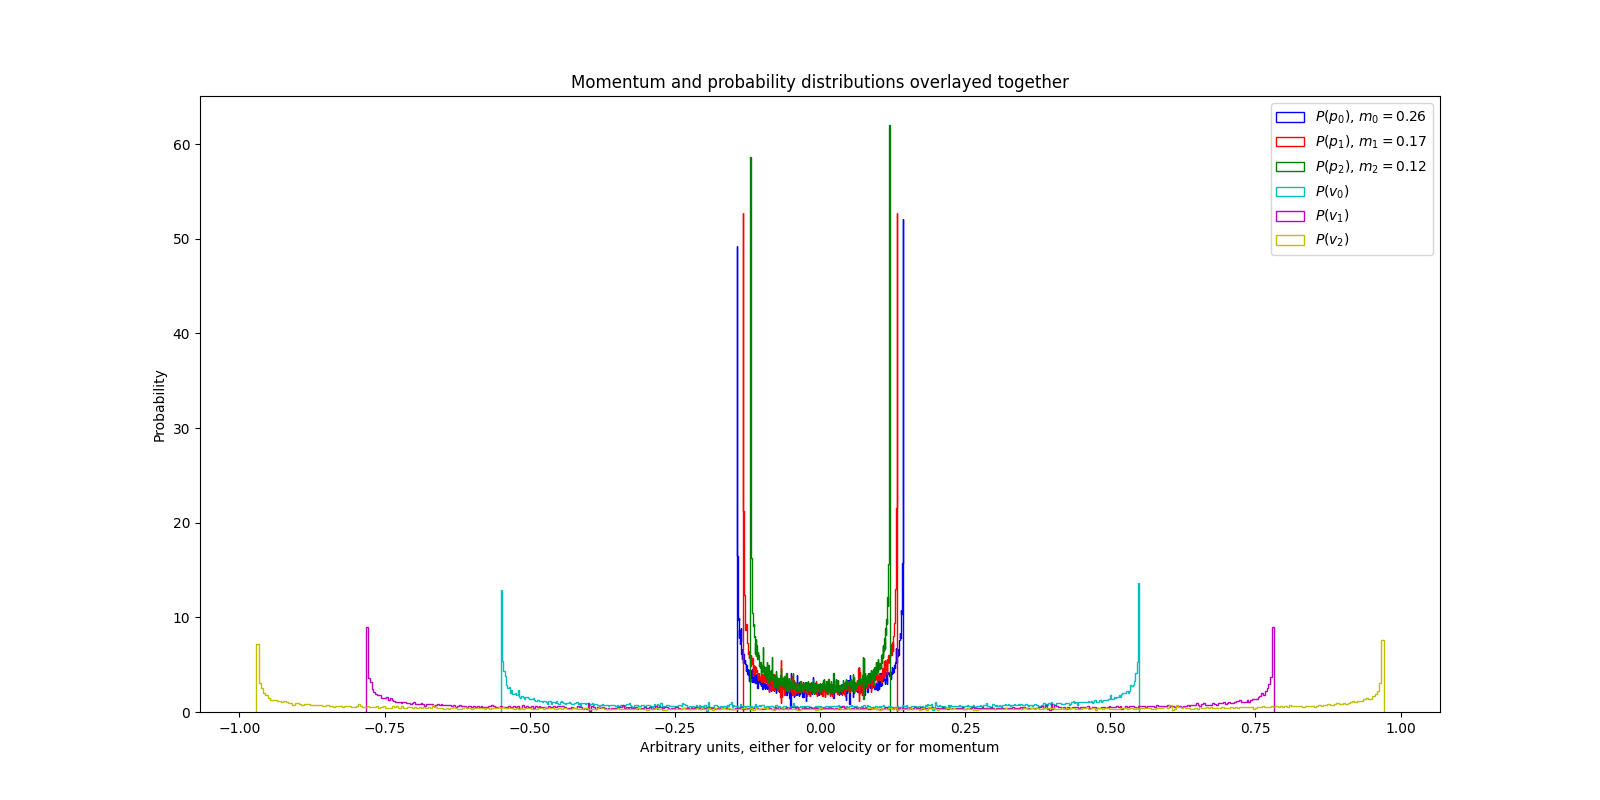 Momentum and probability distributions overlayed together
P(p₀), m₀ = 0.26
P(p₁), m₁ = 0.17
P(p₂), m₂ = 0.12
P(v₀)
P(v₁)
P(v₂)
Probability
60
50
40
30
20
10
0
−1.00 −0.75 −0.50 −0.25 0.00 0.25 0.50 0.75 1.00
Arbitrary units, either for velocity or for momentum